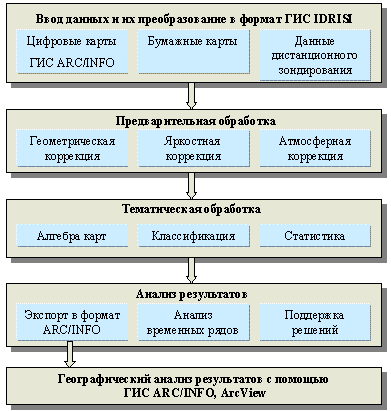 Ввод данных и их преобразование в формат ГИС IDRISI
Цифровые карты
ГИС ARC/INFO
Бумажные карты
Данные
дистанционного
зондирования
Предварительная обработка
Геометрическая
коррекция
Яркостная
коррекция
Атмосферная
коррекция
Тематическая обработка
Алгебра карт
Классификация
Статистика
Анализ результатов
Экспорт в формат
ARC/INFO
Анализ
временных рядов
Поддержка
решений
Географический анализ результатов с помощью
ГИС ARC/INFO, ArcView